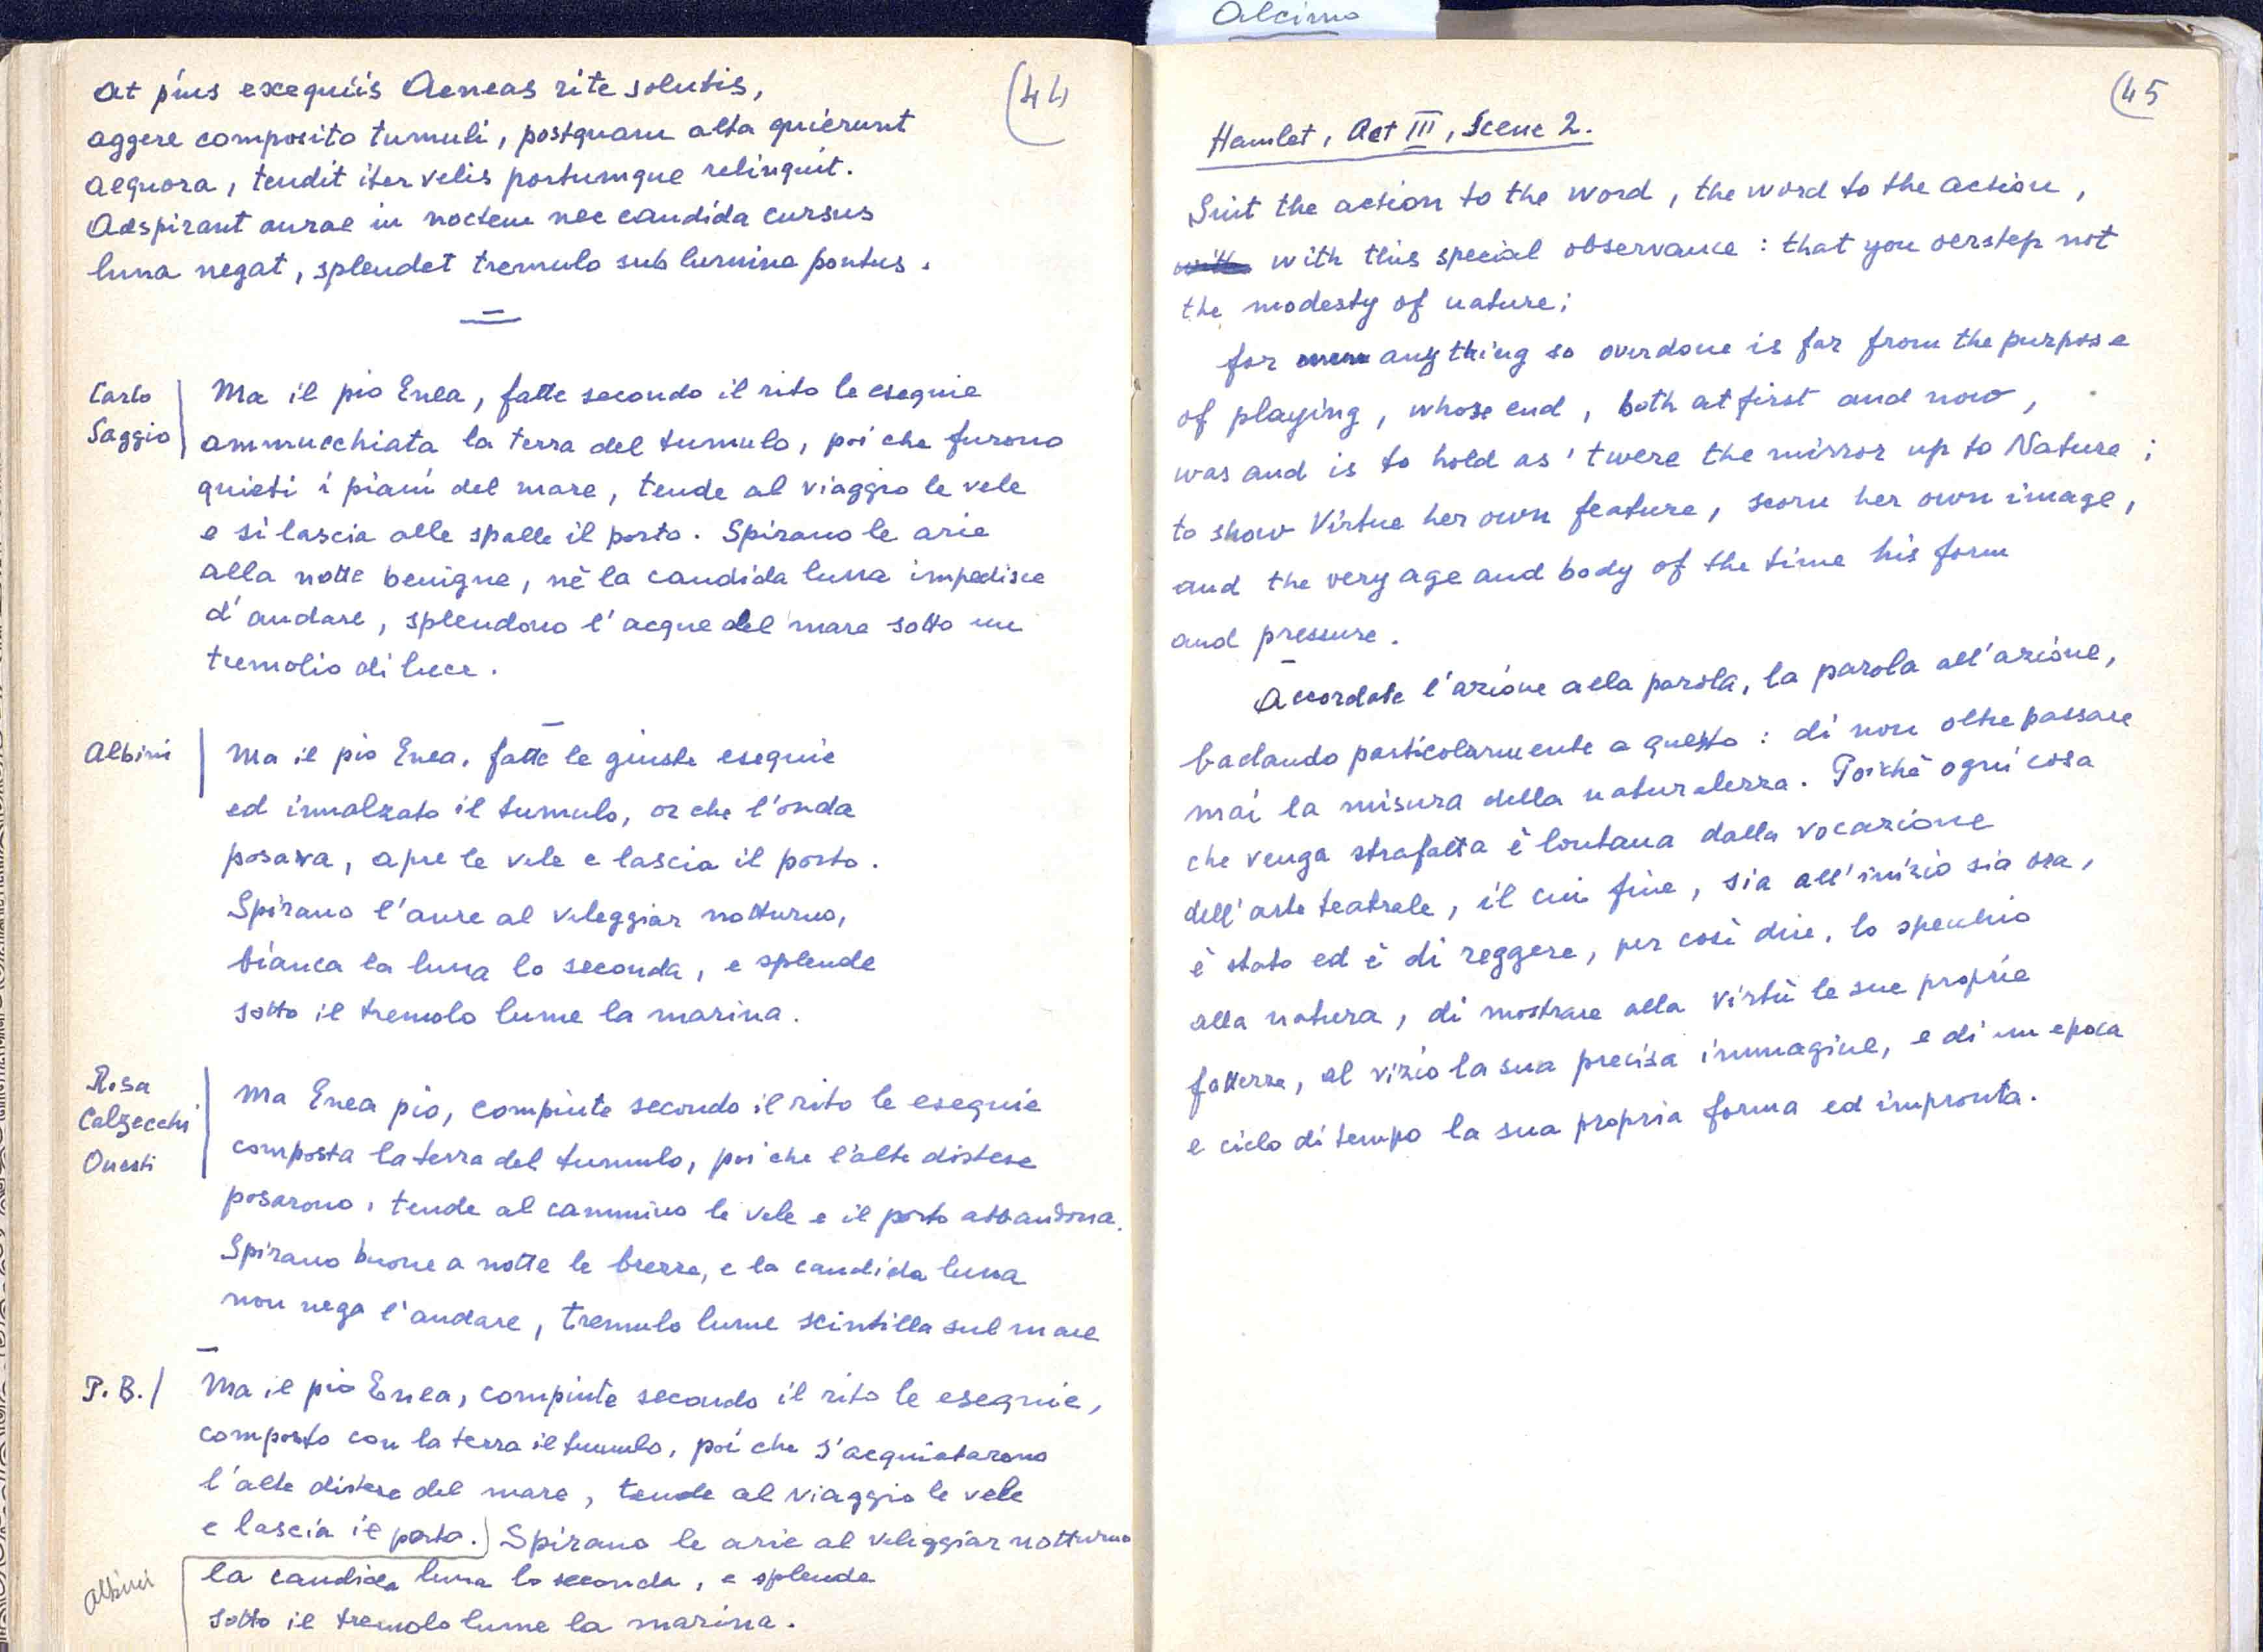 Alcimo
(44
at pius exequiis Aeneas rite solutis,
aggere composito tumuli, postquam alta quierunt
aequora, tendit iter velis portumque relinquit.
Adspirant aurae in noctem nec candida cursus
luna negat, splendet tremulo sub lumine pontus.
Carlo
Saggio
Ma il pio Enea, fatte secondo il rito le esequie
ammucchiata la terra del tumulo, poi che furono
quieti i piani del mare, tende al viaggio le vele
e si lascia alle spalle il porto. Spirano le arie
alla notte benigne, nè la candida luna impedisce
d'andare, splendono l'acque del mare sotto un
tremolio di luce.
Albini
Ma il pio Enea, fatte le giuste esequie
ed innalzato il tumulo, or che l'onda
posava, apre le vele e lascia il porto.
Spirano l'aure al veleggiar notturno,
bianca la luna lo seconda, e splende
sotto il tremolo lume la marina.
Rosa
Calzecchi
Onesti
Ma Enea pio, compiute secondo il rito le esequie
composta la terra del tumulo, poi che l'alte distese
posarono, tende al cammino le vele e il porto abbandona.
Spirano buone a notte le brezze, e la candida luna
non nega l'andare, tremulo lume scintilla sul mare
P.B./
Ma il pio Enea, compiute secondo il rito le esequie,
composto con la terra il tumulo, poi che s'acquietarono
l'alte distese del mare, tende al viaggio le vele
e lascia il porto.) Spirano le arie al veleggiar notturno
albini
la candida luna lo seconda, e splende
sotto il tremolo lume la marina.
(45
Hamlet, Act III, Scene 2.
Suit the action to the word, the word to the action,
with this special observance: that you oerstep not
the modesty of nature;
for any thing so overdone is far from the purpose
of playing, whose end, both at first and now,
was and is to hold as 'twere the mirror up to Nature;
to show Virtue her own feature, scorn her own image,
and the very age and body of the time his form
and pressure.
Accordate l'azione alla parola, la parola all'azione,
badando particolarmente a questo: di non oltrepassare
mai la misura della naturalezza. Poichè ogni cosa
che venga strafatta è lontana dalla vocazione
dell'arte teatrale, il cui fine, sia all'inizio sia ora,
è stato ed è di reggere, per così dire, lo specchio
alla natura, di mostrare alla virtù le sue proprie
fattezze, al vizio la sua precisa immagine, e di un epoca
e ciclo di tempo la sua propria forma ed impronta.